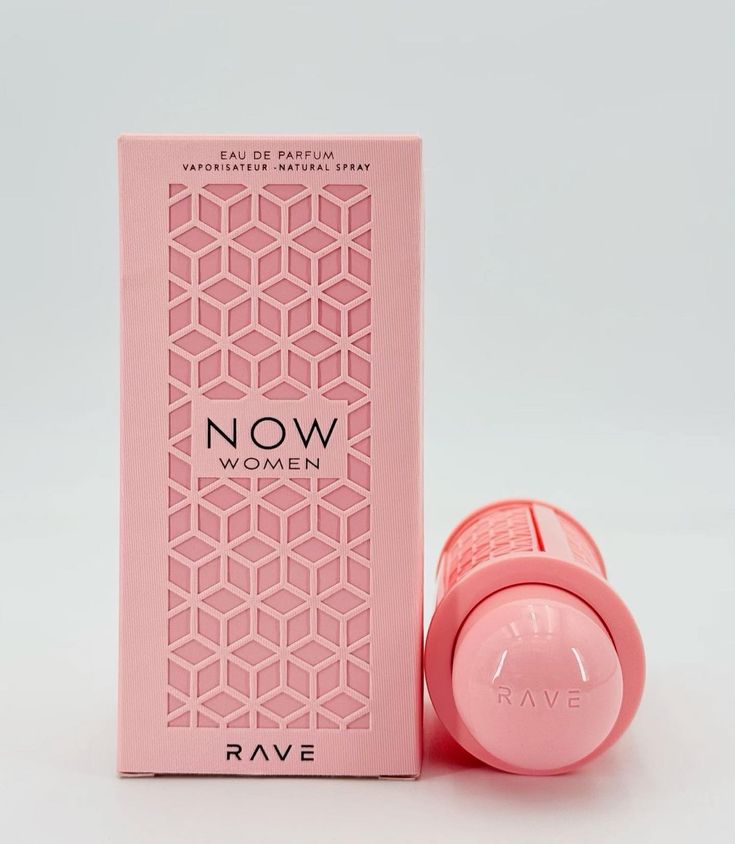 EAU DE PARFUM
VAPORISATEUR - NATURAL SPRAY
NOW
WOMEN
RAVE
RAVE